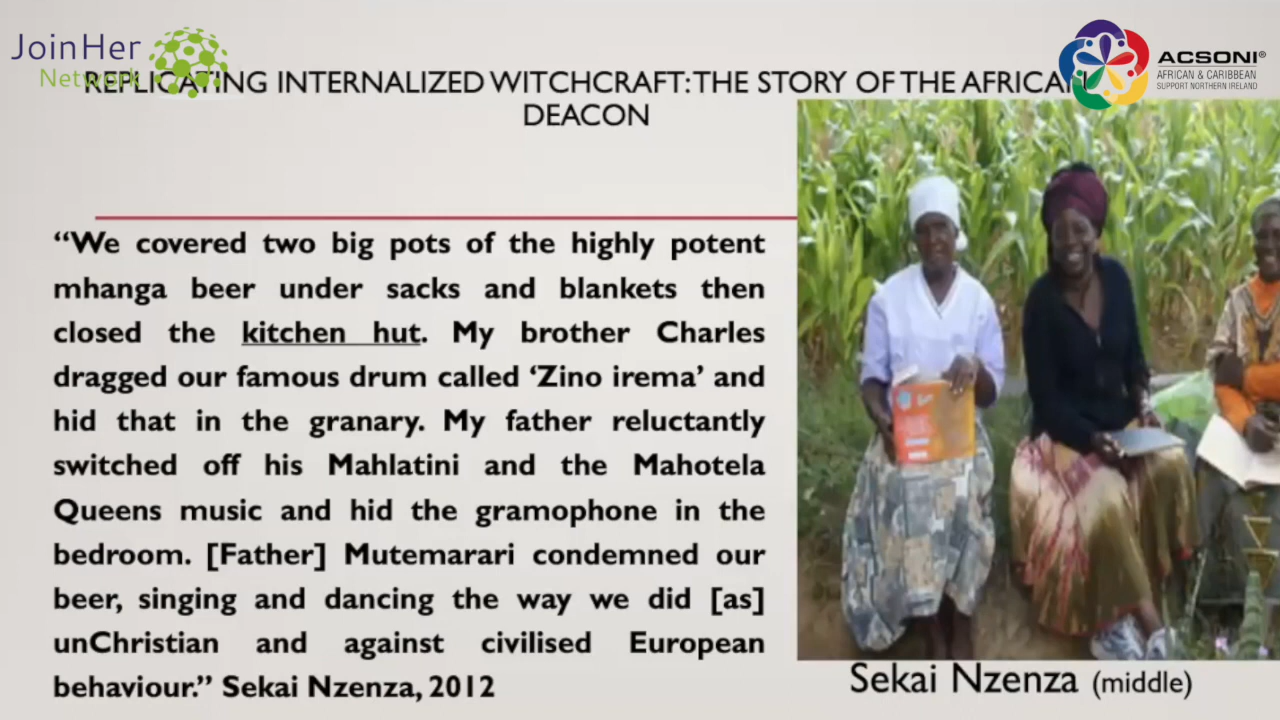 JoinHer
Network
ACSONI®
AFRICAN & CARIBBEAN
SUPPORT NORTHERN IRELAND
REPLICATING INTERNALIZED WITCHCRAFT: THE STORY OF THE AFRICAN
DEACON
“We covered two big pots of the highly potent
mhanga beer under sacks and blankets then
closed the kitchen hut. My brother Charles
dragged our famous drum called ‘Zino irema’ and
hid that in the granary. My father reluctantly
switched off his Mahlatini and the Mahotela
Queens music and hid the gramophone in the
bedroom. [Father] Mutemarari condemned our
beer, singing and dancing the way we did [as]
unChristian and against civilised European
behaviour.” Sekai Nzenza, 2012
Sekai Nzenza (middle)